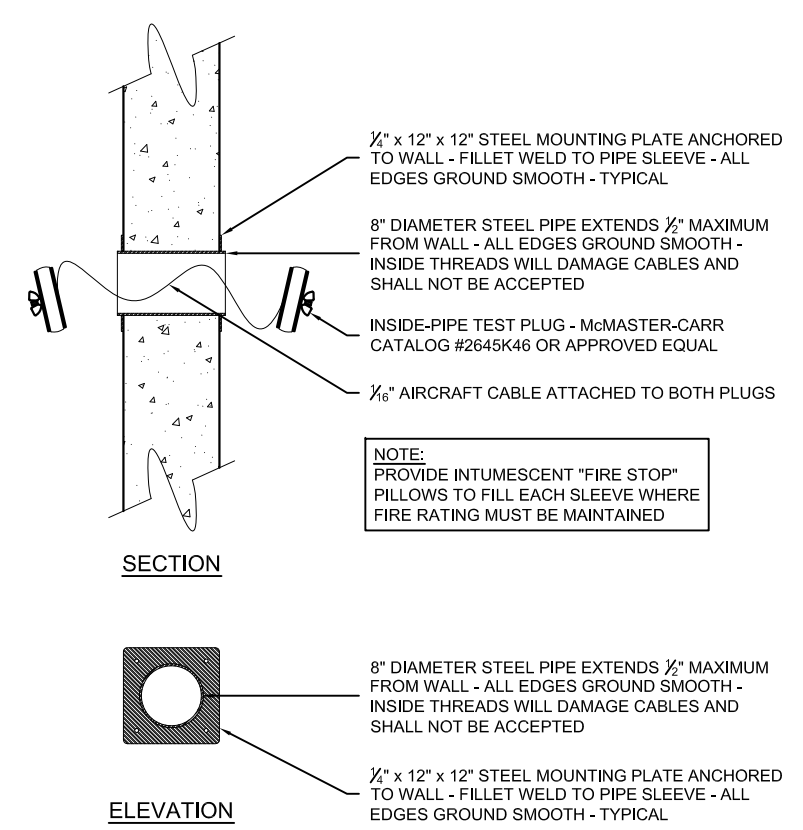 1/4" x 12" x 12" STEEL MOUNTING PLATE ANCHORED
TO WALL - FILLET WELD TO PIPE SLEEVE - ALL
EDGES GROUND SMOOTH - TYPICAL
8" DIAMETER STEEL PIPE EXTENDS 1/2" MAXIMUM
FROM WALL - ALL EDGES GROUND SMOOTH -
INSIDE THREADS WILL DAMAGE CABLES AND
SHALL NOT BE ACCEPTED
INSIDE-PIPE TEST PLUG - McMASTER-CARR
CATALOG #2645K46 OR APPROVED EQUAL
1/16" AIRCRAFT CABLE ATTACHED TO BOTH PLUGS
NOTE:
PROVIDE INTUMESCENT "FIRE STOP"
PILLOWS TO FILL EACH SLEEVE WHERE
FIRE RATING MUST BE MAINTAINED
SECTION
8" DIAMETER STEEL PIPE EXTENDS 1/2" MAXIMUM
FROM WALL - ALL EDGES GROUND SMOOTH -
INSIDE THREADS WILL DAMAGE CABLES AND
SHALL NOT BE ACCEPTED
1/4" x 12" x 12" STEEL MOUNTING PLATE ANCHORED
TO WALL - FILLET WELD TO PIPE SLEEVE - ALL
EDGES GROUND SMOOTH - TYPICAL
ELEVATION